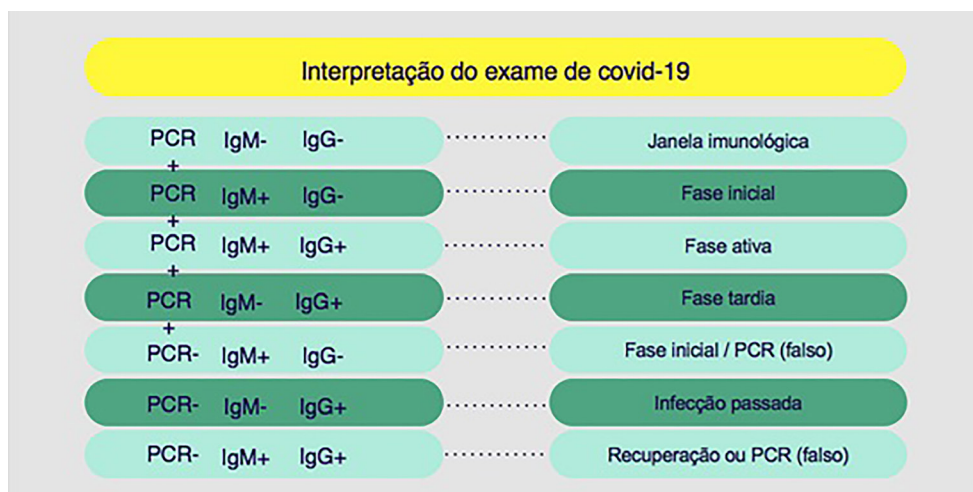 Interpretação do exame de covid-19
PCR + IgM- IgG- Janela imunológica
PCR + IgM+ IgG- Fase inicial
PCR + IgM+ IgG+ Fase ativa
PCR + IgM- IgG+ Fase tardia
PCR- IgM+ IgG- Fase inicial / PCR (falso)
PCR- IgM- IgG+ Infecção passada
PCR- IgM+ IgG+ Recuperação ou PCR (falso)